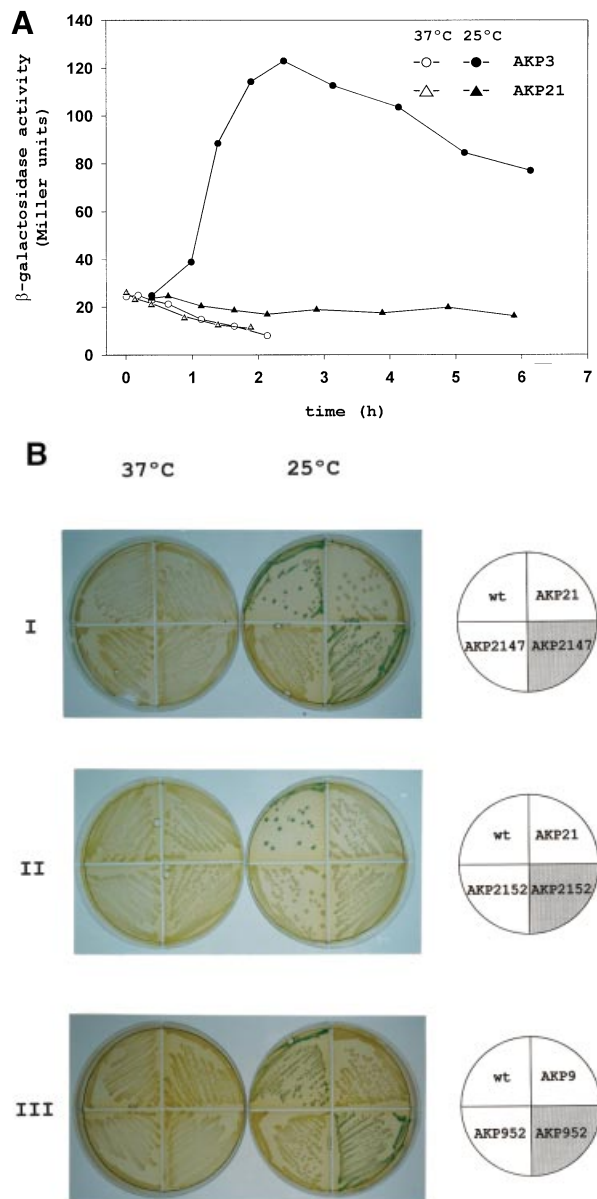 A
β-galactosidase activity
(Miller units)
140
120
100
80
60
40
20
0
37°C 25°C
AKP3
AKP21
0 1 2 3 4 5 6 7
time (h)
B
37°C 25°C
I
wt AKP21
AKP2147 AKP2147
II
wt AKP21
AKP2152 AKP2152
III
wt AKP9
AKP952 AKP952